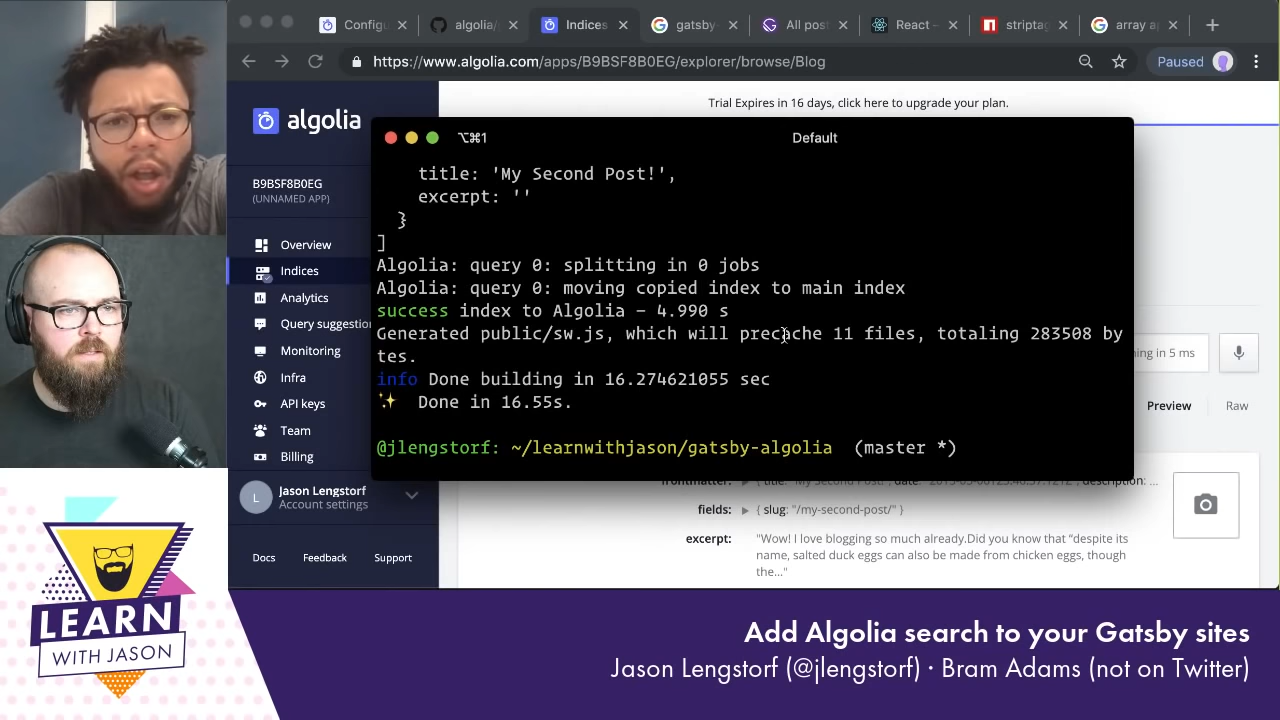 Configu
algolia/
Indices
gatsby-
All post
React –
striptag
array ap
https://www.algolia.com/apps/B9BSF8B0EG/explorer/browse/Blog
Paused
algolia
Trial Expires in 16 days, click here to upgrade your plan.
B9BSF8B0EG
(UNNAMED APP)
Overview
Indices
Analytics
Query suggestio
Monitoring
Infra
API keys
Team
Billing
L
Jason Lengstorf
Account settings
Docs
Feedback
Support
⌥⌘1
Default
title: 'My Second Post!',
excerpt: ''
}
]
Algolia: query 0: splitting in 0 jobs
Algolia: query 0: moving copied index to main index
success index to Algolia – 4.990 s
Generated public/sw.js, which will precache 11 files, totaling 283508 by
tes.
info Done building in 16.274621055 sec
✨ Done in 16.55s.
@jlengstorf: ~/learnwithjason/gatsby-algolia (master *)
in 5 ms
Preview
Raw
fields: ▶ { slug: "/my-second-post/" }
excerpt: "Wow! I love blogging so much already.Did you know that “despite its
name, salted duck eggs can also be made from chicken eggs, though
the..."
LEARN
WITH JASON
Add Algolia search to your Gatsby sites
Jason Lengstorf (@jlengstorf) · Bram Adams (not on Twitter)